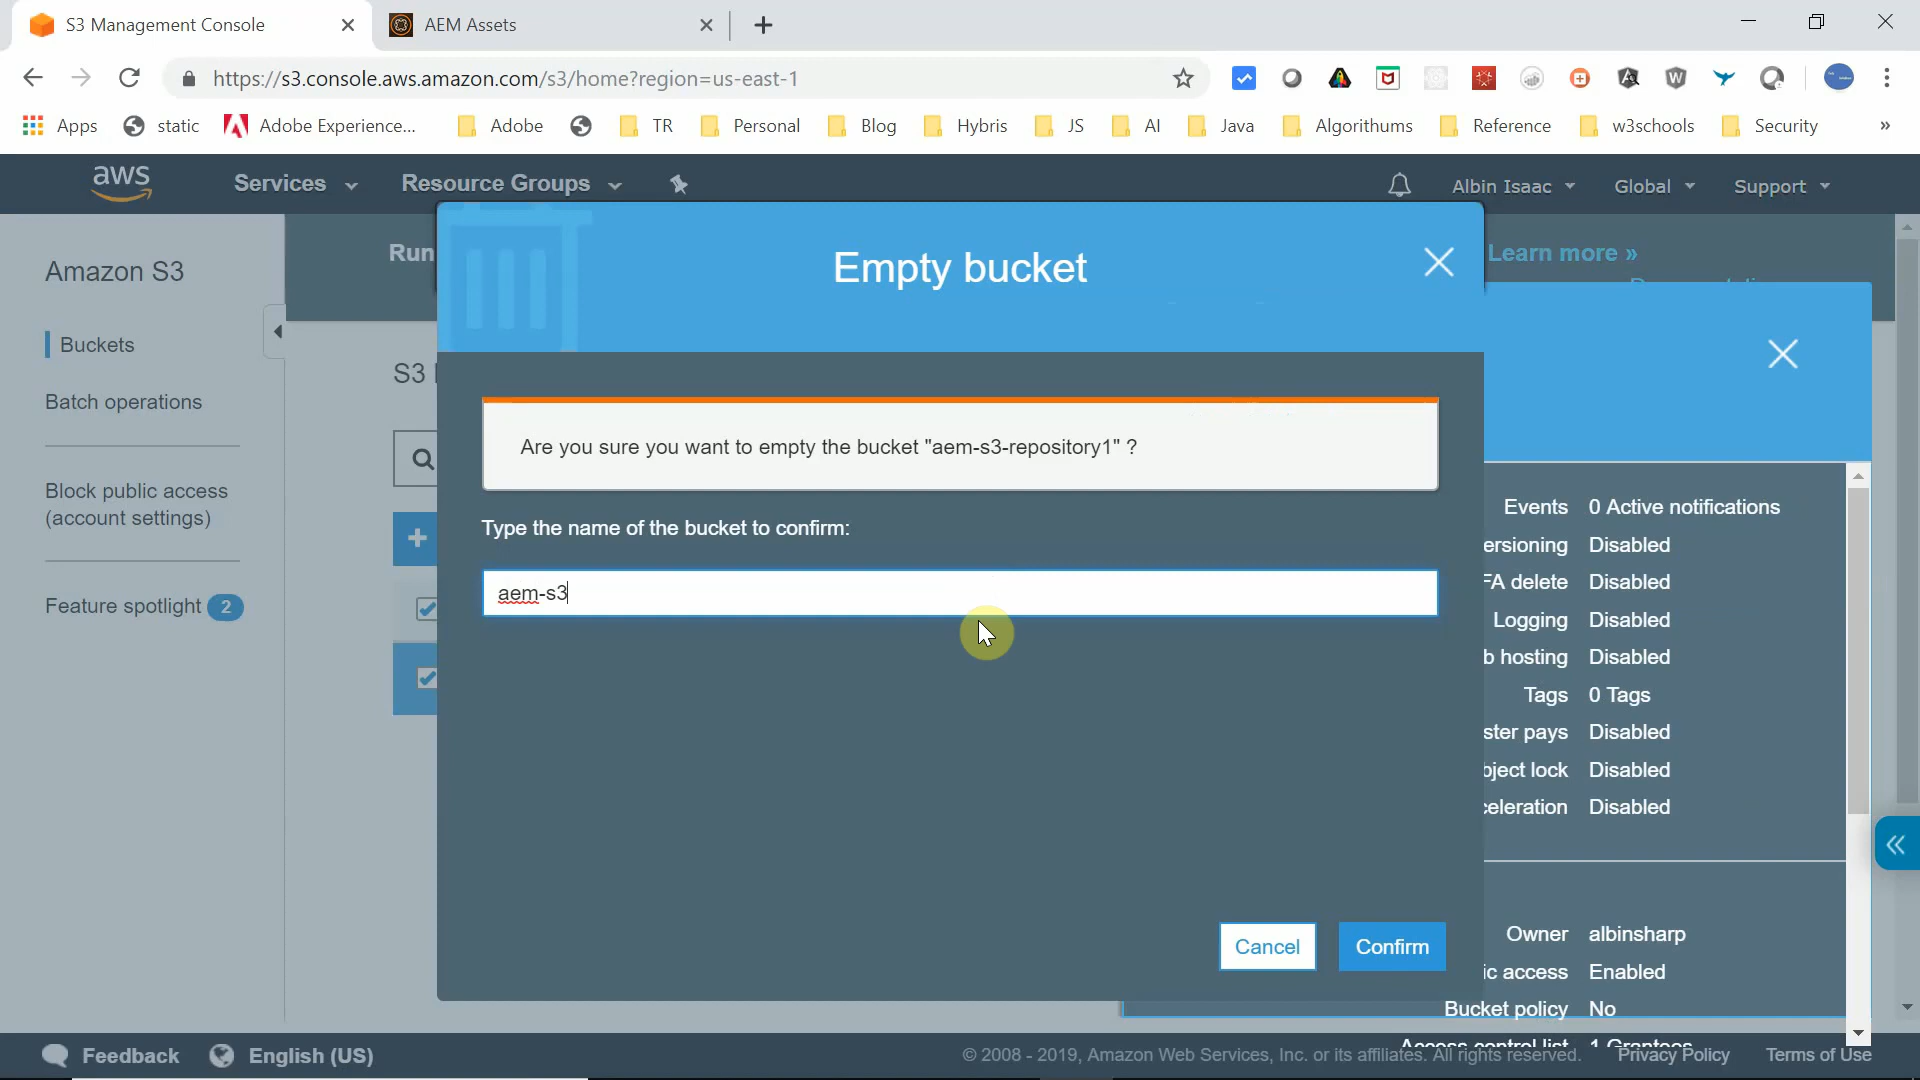 S3 Management Console
AEM Assets
https://s3.console.aws.amazon.com/s3/home?region=us-east-1
Apps static Adobe Experience... Adobe TR Personal Blog Hybris JS AI Java Algorithums Reference w3schools Security »
aws Services Resource Groups Albin Isaac Global Support
Amazon S3
Buckets
Batch operations
Block public access
(account settings)
Feature spotlight 2
Run
Learn more »
S3
Empty bucket
Are you sure you want to empty the bucket "aem-s3-repository1" ?
Type the name of the bucket to confirm:
aem-s3
Cancel Confirm
Events 0 Active notifications
ersioning Disabled
FA delete Disabled
Logging Disabled
b hosting Disabled
Tags 0 Tags
ster pays Disabled
bject lock Disabled
celeration Disabled
Owner albinsharp
ic access Enabled
Bucket policy No
Access control list 1 Grantees
Feedback English (US)
© 2008 - 2019, Amazon Web Services, Inc. or its affiliates. All rights reserved. Privacy Policy Terms of Use